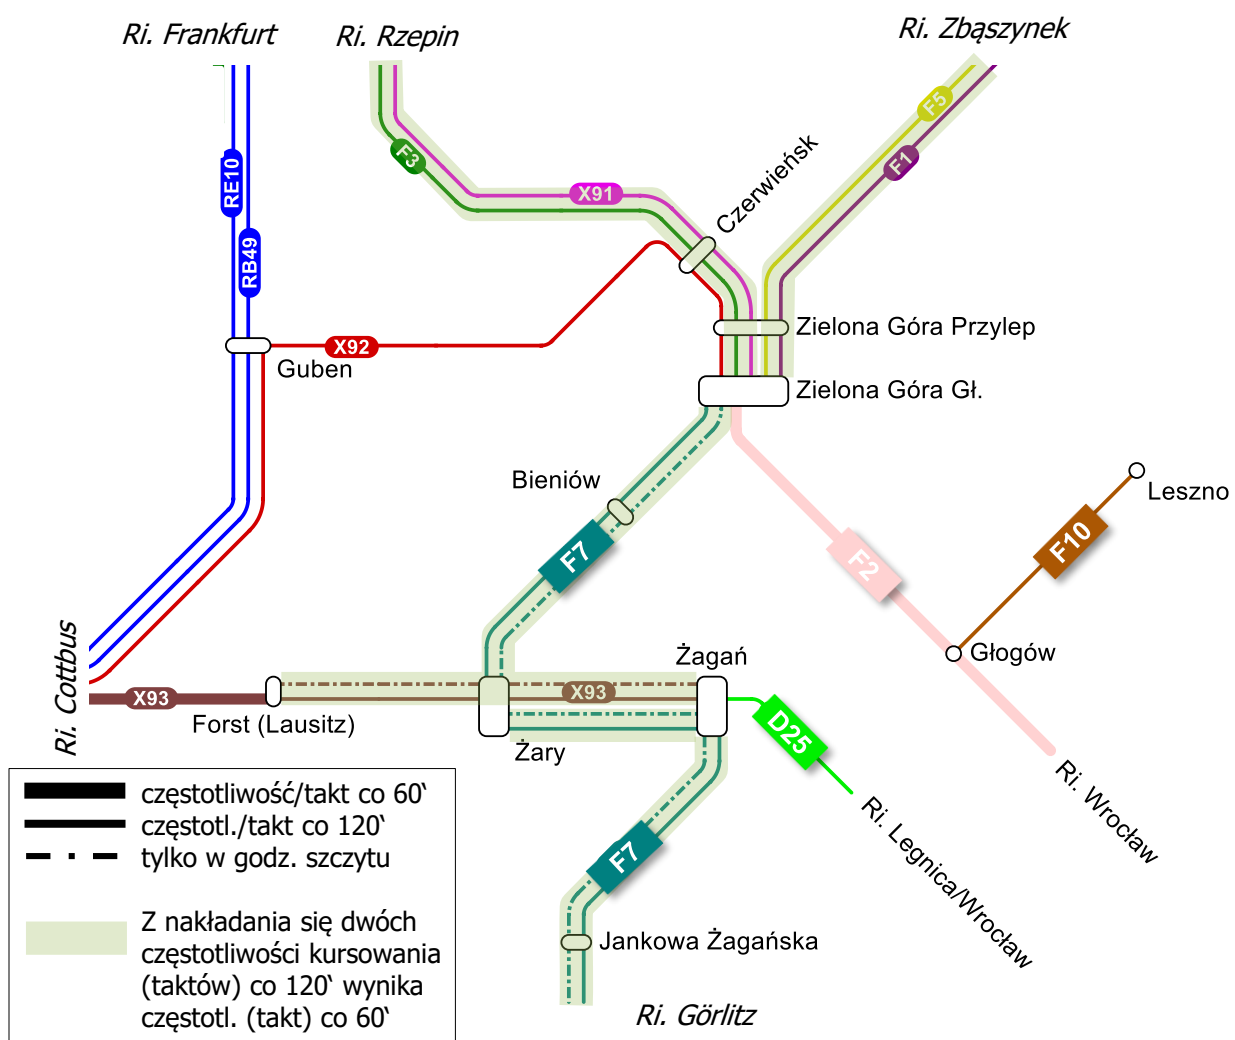 Ri. Frankfurt
Ri. Rzepin
Ri. Zbąszynek
F5
F1
F3
RE10
X91
Czerwieńsk
RB49
Zielona Góra Przylep
X92
Guben
Zielona Góra Gł.
Bieniów
Leszno
F7
F2
F10
Głogów
Ri. Cottbus
Żagań
X93
X93
Forst (Lausitz)
Żary
D25
Ri. Wrocław
Ri. Legnica/Wrocław
F7
Jankowa Żagańska
Ri. Görlitz
częstotliwość/takt co 60‘
częstotl./takt co 120‘
tylko w godz. szczytu
Z nakładania się dwóch
częstotliwości kursowania
(taktów) co 120‘ wynika
częstotl. (takt) co 60‘